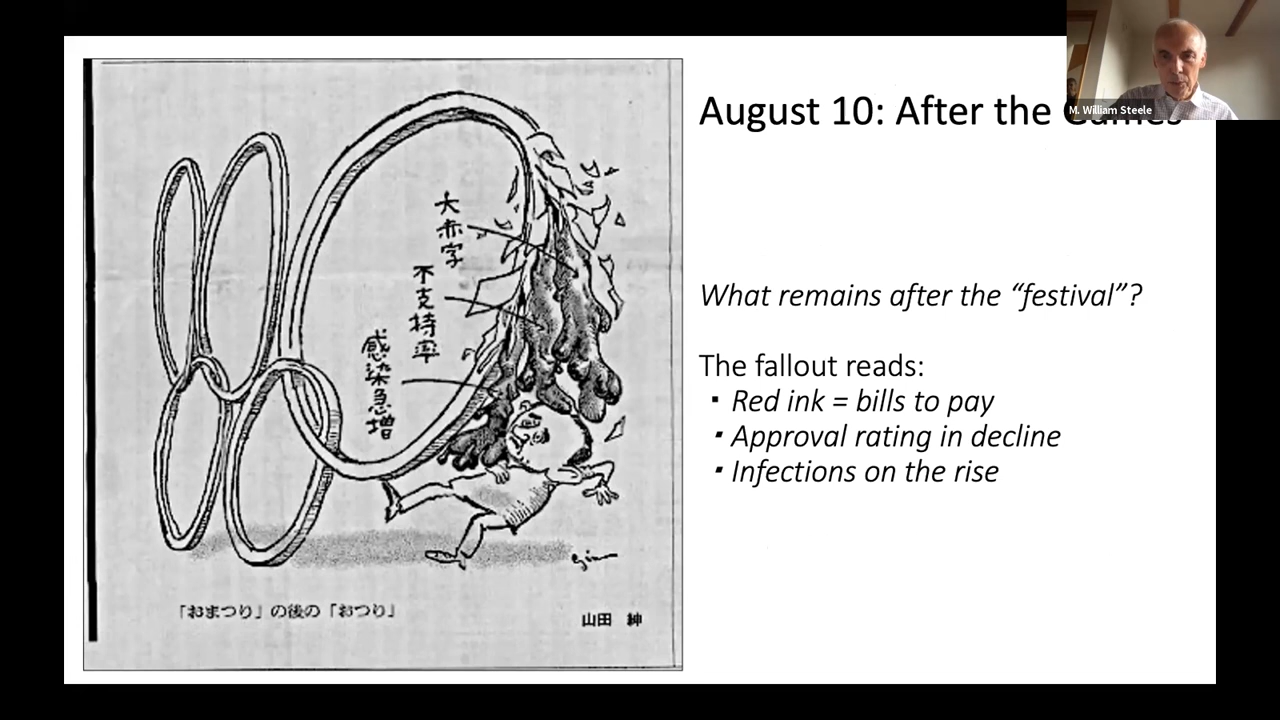 大赤字
不支持率
感染急増
「おまつり」の後の「おつり」
山田 紳
August 10: After the
What remains after the “festival”?
The fallout reads:
▪ Red ink = bills to pay
▪ Approval rating in decline
▪ Infections on the rise
M. William Steele